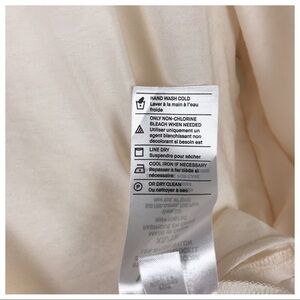 HAND WASH COLD
Laver à la main à l'eau
froide
ONLY NON-CHLORINE
BLEACH WHEN NEEDED
Utiliser uniquement un
agent blanchissant non
decolorant si besoin est
LINE DRY
Suspendre pour sécher
COOL IRON IF NECESSARY
Repasser à fer tiède si
nécessaire
OR DRY CLEAN
Ou nettoyer à sec